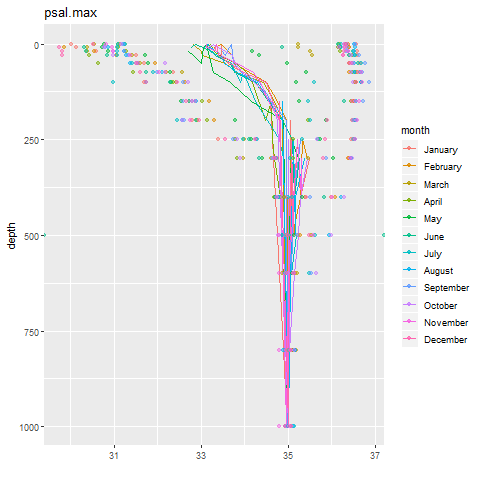 psal.max
0
250
500
750
1000
depth
31
33
35
37
month
January
February
March
April
May
June
July
August
September
October
November
December